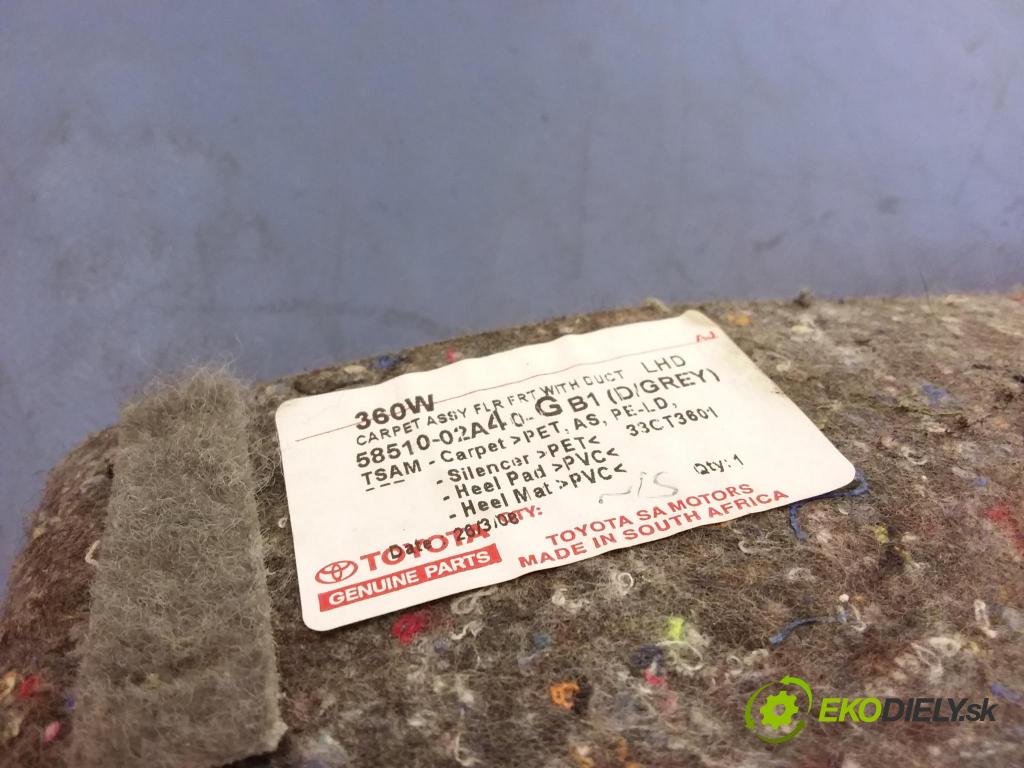 360W
CARPET ASSY FLR FRT WITH DUCT LHD
58510-02A40-GB1 (D/GREY)
TSAM - Carpet >PET, AS, PE-LD,
- Silencer >PET< 33CT3601
- Heel Pad >PVC<
- Heel Mat >PVC<
Qty: 1
Date 26/3/08 QTY:
TOYOTA
GENUINE PARTS
TOYOTA SA MOTORS
MADE IN SOUTH AFRICA
EKODIELY.sk